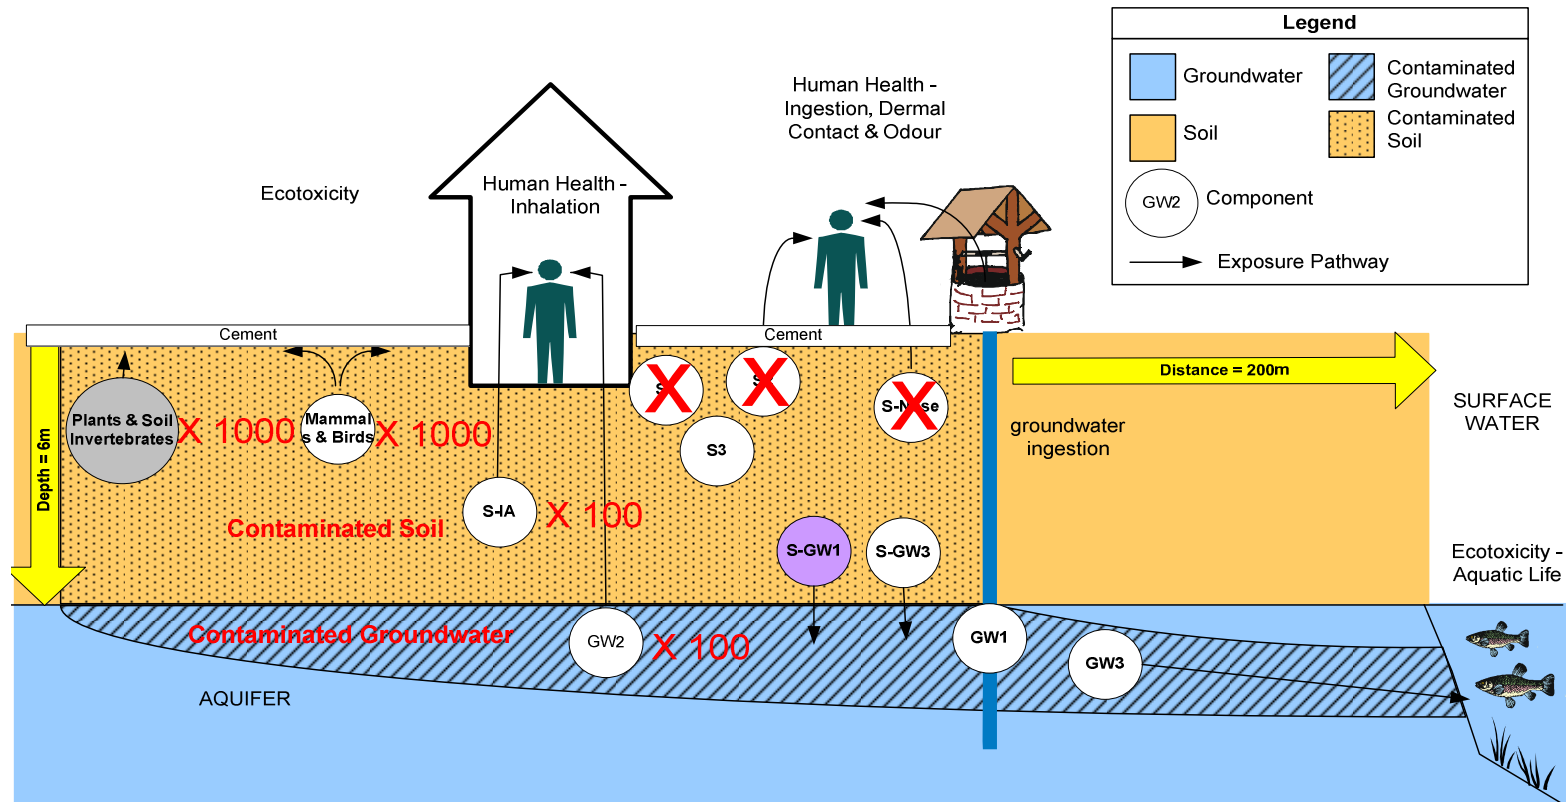 Legend
Groundwater
Contaminated
Groundwater
Soil
Contaminated
Soil
GW2
Component
Exposure Pathway
Human Health -
Ingestion, Dermal
Contact & Odour
Ecotoxicity
Human Health -
Inhalation
Cement
Cement
Distance = 200m
Depth = 6m
Plants & Soil
Invertebrates
X 1000
Mammal
s & Birds
X 1000
X
X
X
S3
groundwater
ingestion
SURFACE
WATER
S-IA
X 100
Contaminated Soil
S-GW1
S-GW3
Ecotoxicity -
Aquatic Life
Contaminated Groundwater
GW2
X 100
GW1
GW3
AQUIFER